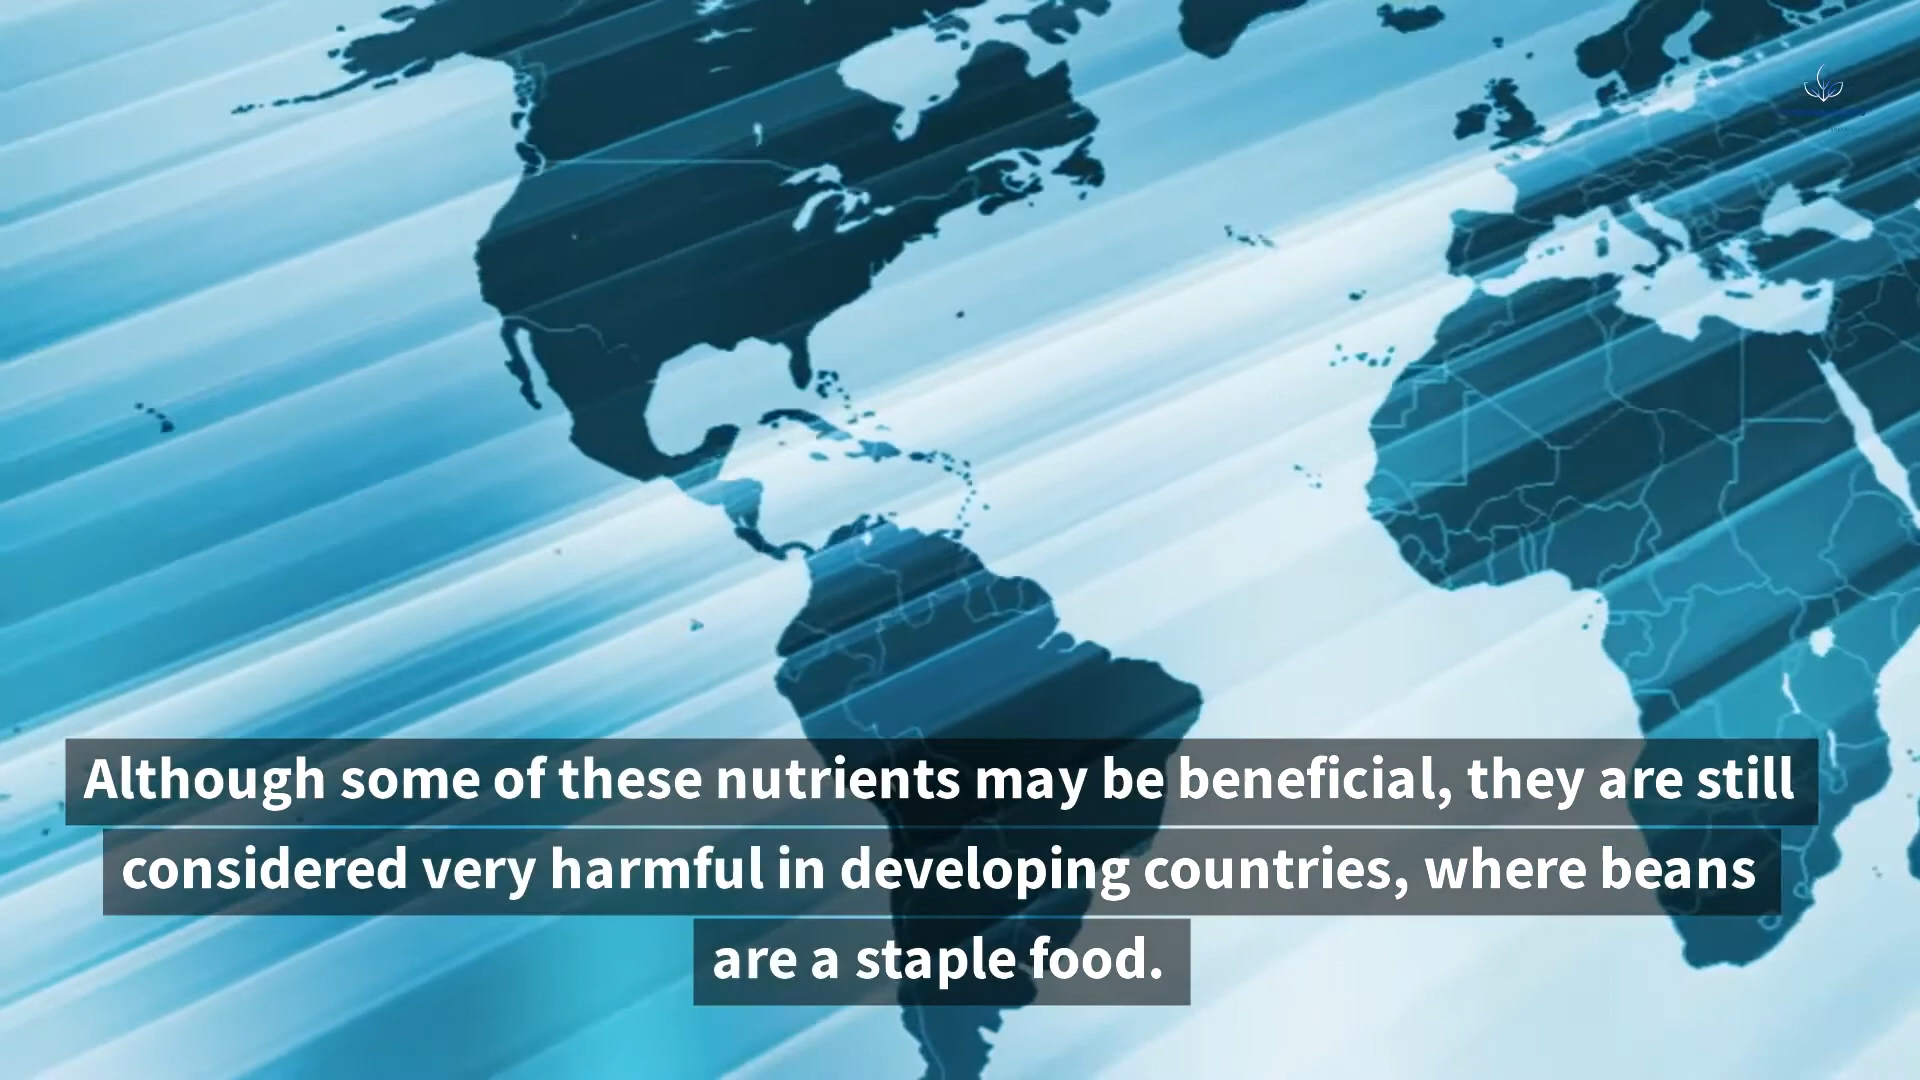 Although some of these nutrients may be beneficial, they are still
considered very harmful in developing countries, where beans
are a staple food.